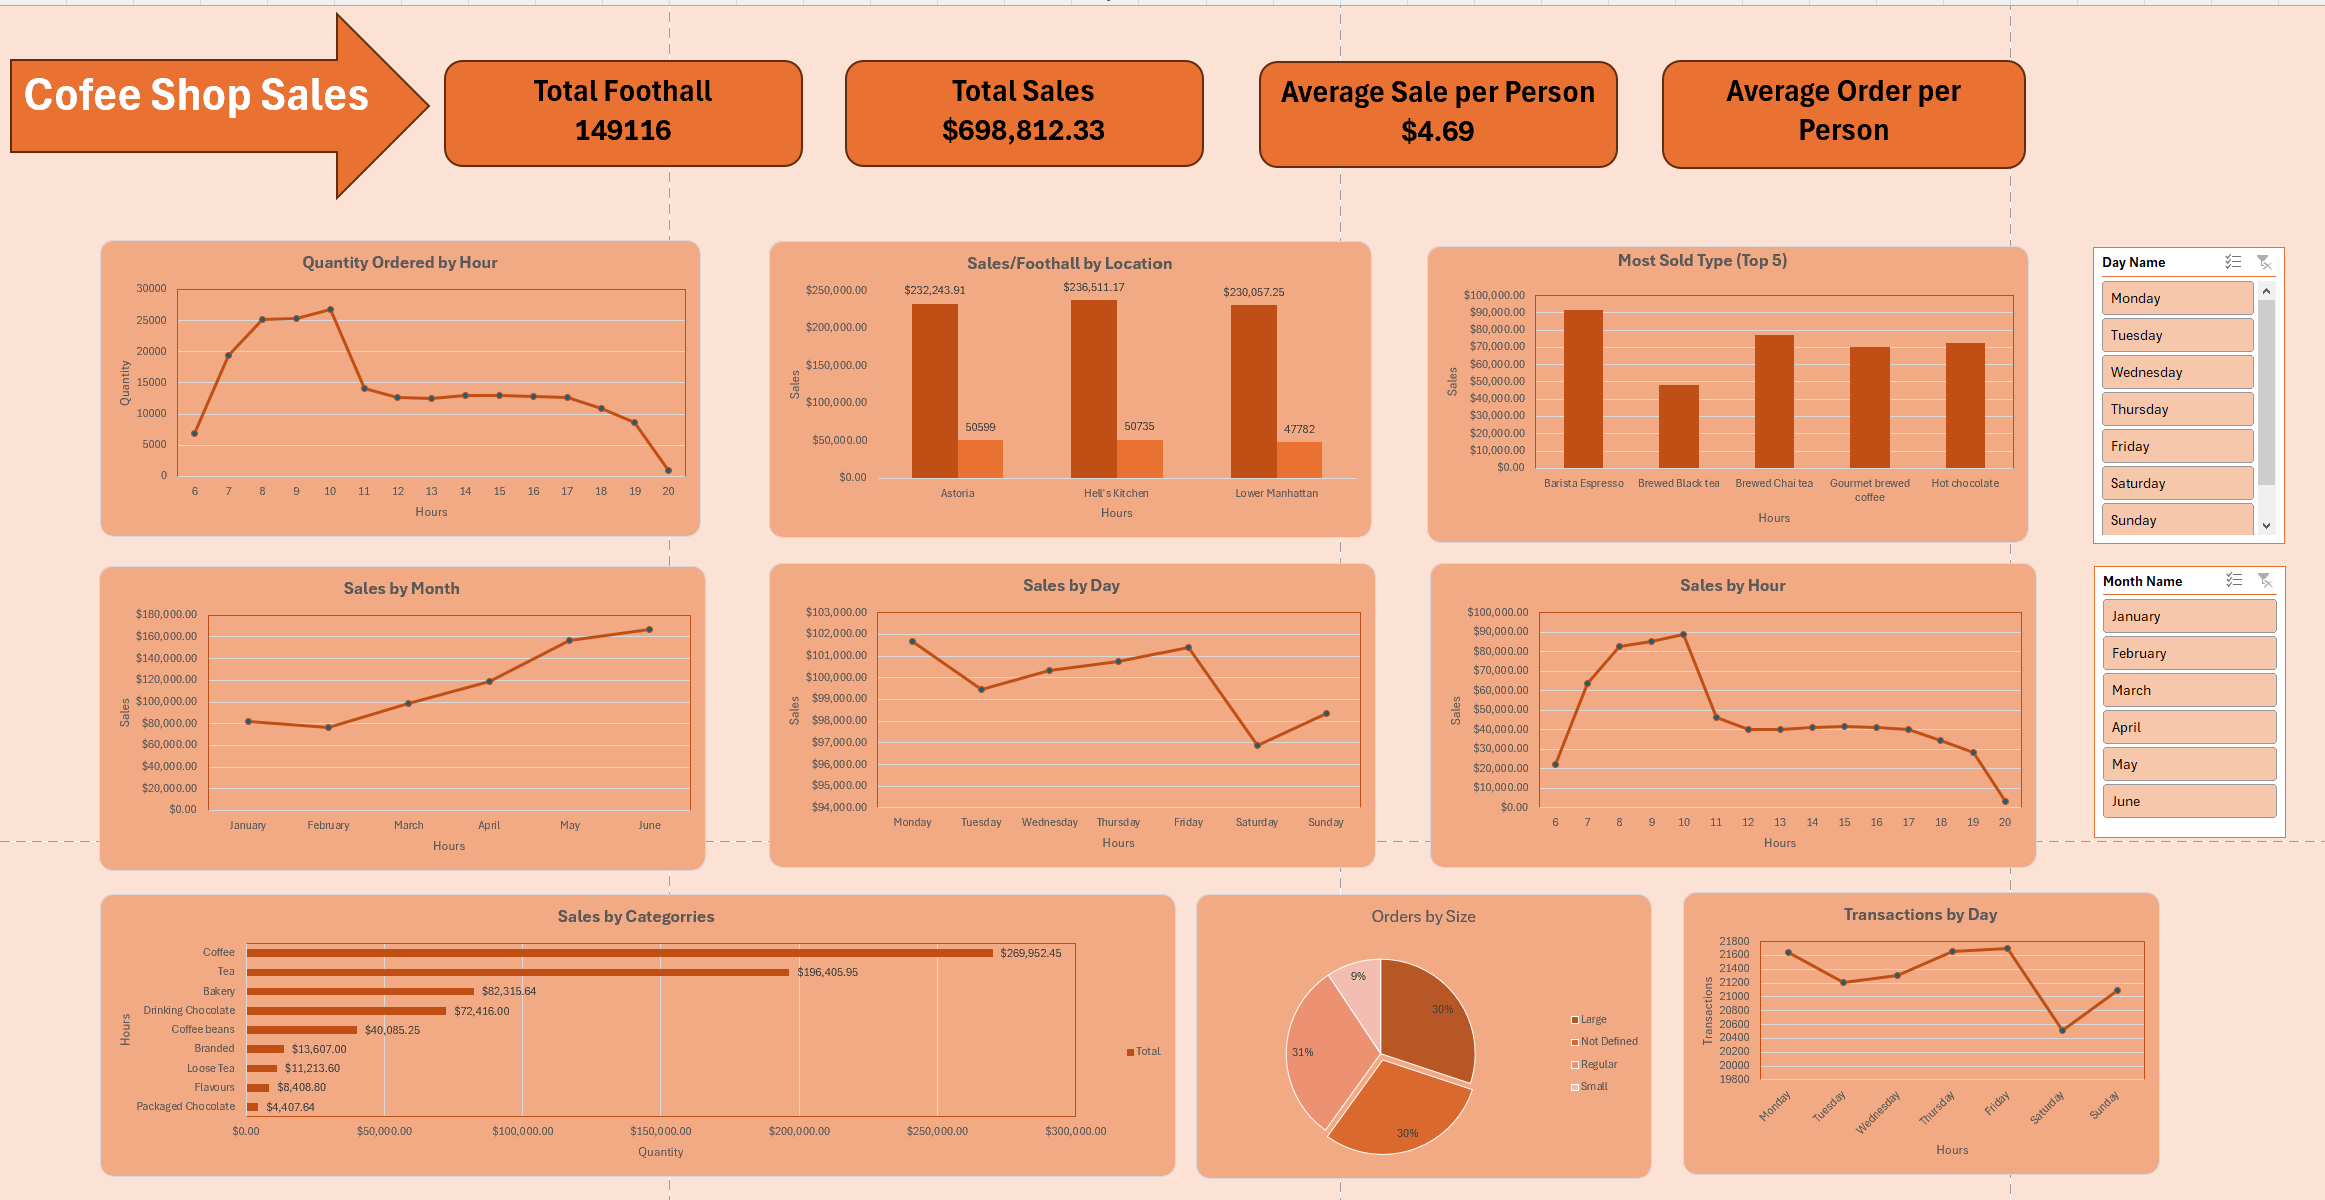 Cofee Shop Sales
Total Foothall
149116
Total Sales
$698,812.33
Average Sale per Person
$4.69
Average Order per
Person
Quantity Ordered by Hour
30000
25000
20000
15000
10000
5000
0
Quantity
6 7 8 9 10 11 12 13 14 15 16 17 18 19 20
Hours
Sales/Foothall by Location
$250,000.00
$200,000.00
$150,000.00
$100,000.00
$50,000.00
$0.00
Sales
$232,243.91
50599
$236,511.17
50735
$230,057.25
47782
Astoria Hell's Kitchen Lower Manhattan
Hours
Most Sold Type (Top 5)
$100,000.00
$90,000.00
$80,000.00
$70,000.00
$60,000.00
$50,000.00
$40,000.00
$30,000.00
$20,000.00
$10,000.00
$0.00
Sales
Barista Espresso Brewed Black tea Brewed Chai tea Gourmet brewed coffee Hot chocolate
Hours
Day Name
Monday
Tuesday
Wednesday
Thursday
Friday
Saturday
Sunday
Sales by Month
$180,000.00
$160,000.00
$140,000.00
$120,000.00
$100,000.00
$80,000.00
$60,000.00
$40,000.00
$20,000.00
$0.00
Sales
January February March April May June
Hours
Sales by Day
$103,000.00
$102,000.00
$101,000.00
$100,000.00
$99,000.00
$98,000.00
$97,000.00
$96,000.00
$95,000.00
$94,000.00
Sales
Monday Tuesday Wednesday Thursday Friday Saturday Sunday
Hours
Sales by Hour
$100,000.00
$90,000.00
$80,000.00
$70,000.00
$60,000.00
$50,000.00
$40,000.00
$30,000.00
$20,000.00
$10,000.00
$0.00
Sales
6 7 8 9 10 11 12 13 14 15 16 17 18 19 20
Hours
Month Name
January
February
March
April
May
June
Sales by Categorries
Hours
Coffee $269,952.45
Tea $196,405.95
Bakery $82,315.64
Drinking Chocolate $72,416.00
Coffee beans $40,085.25
Branded $13,607.00
Loose Tea $11,213.60
Flavours $8,408.80
Packaged Chocolate $4,407.64
$0.00 $50,000.00 $100,000.00 $150,000.00 $200,000.00 $250,000.00 $300,000.00
Quantity
Total
Orders by Size
9%
30%
31%
30%
Large
Not Defined
Regular
Small
Transactions by Day
21800
21600
21400
21200
21000
20800
20600
20400
20200
20000
19800
Transactions
Monday Tuesday Wednesday Thursday Friday Saturday Sunday
Hours